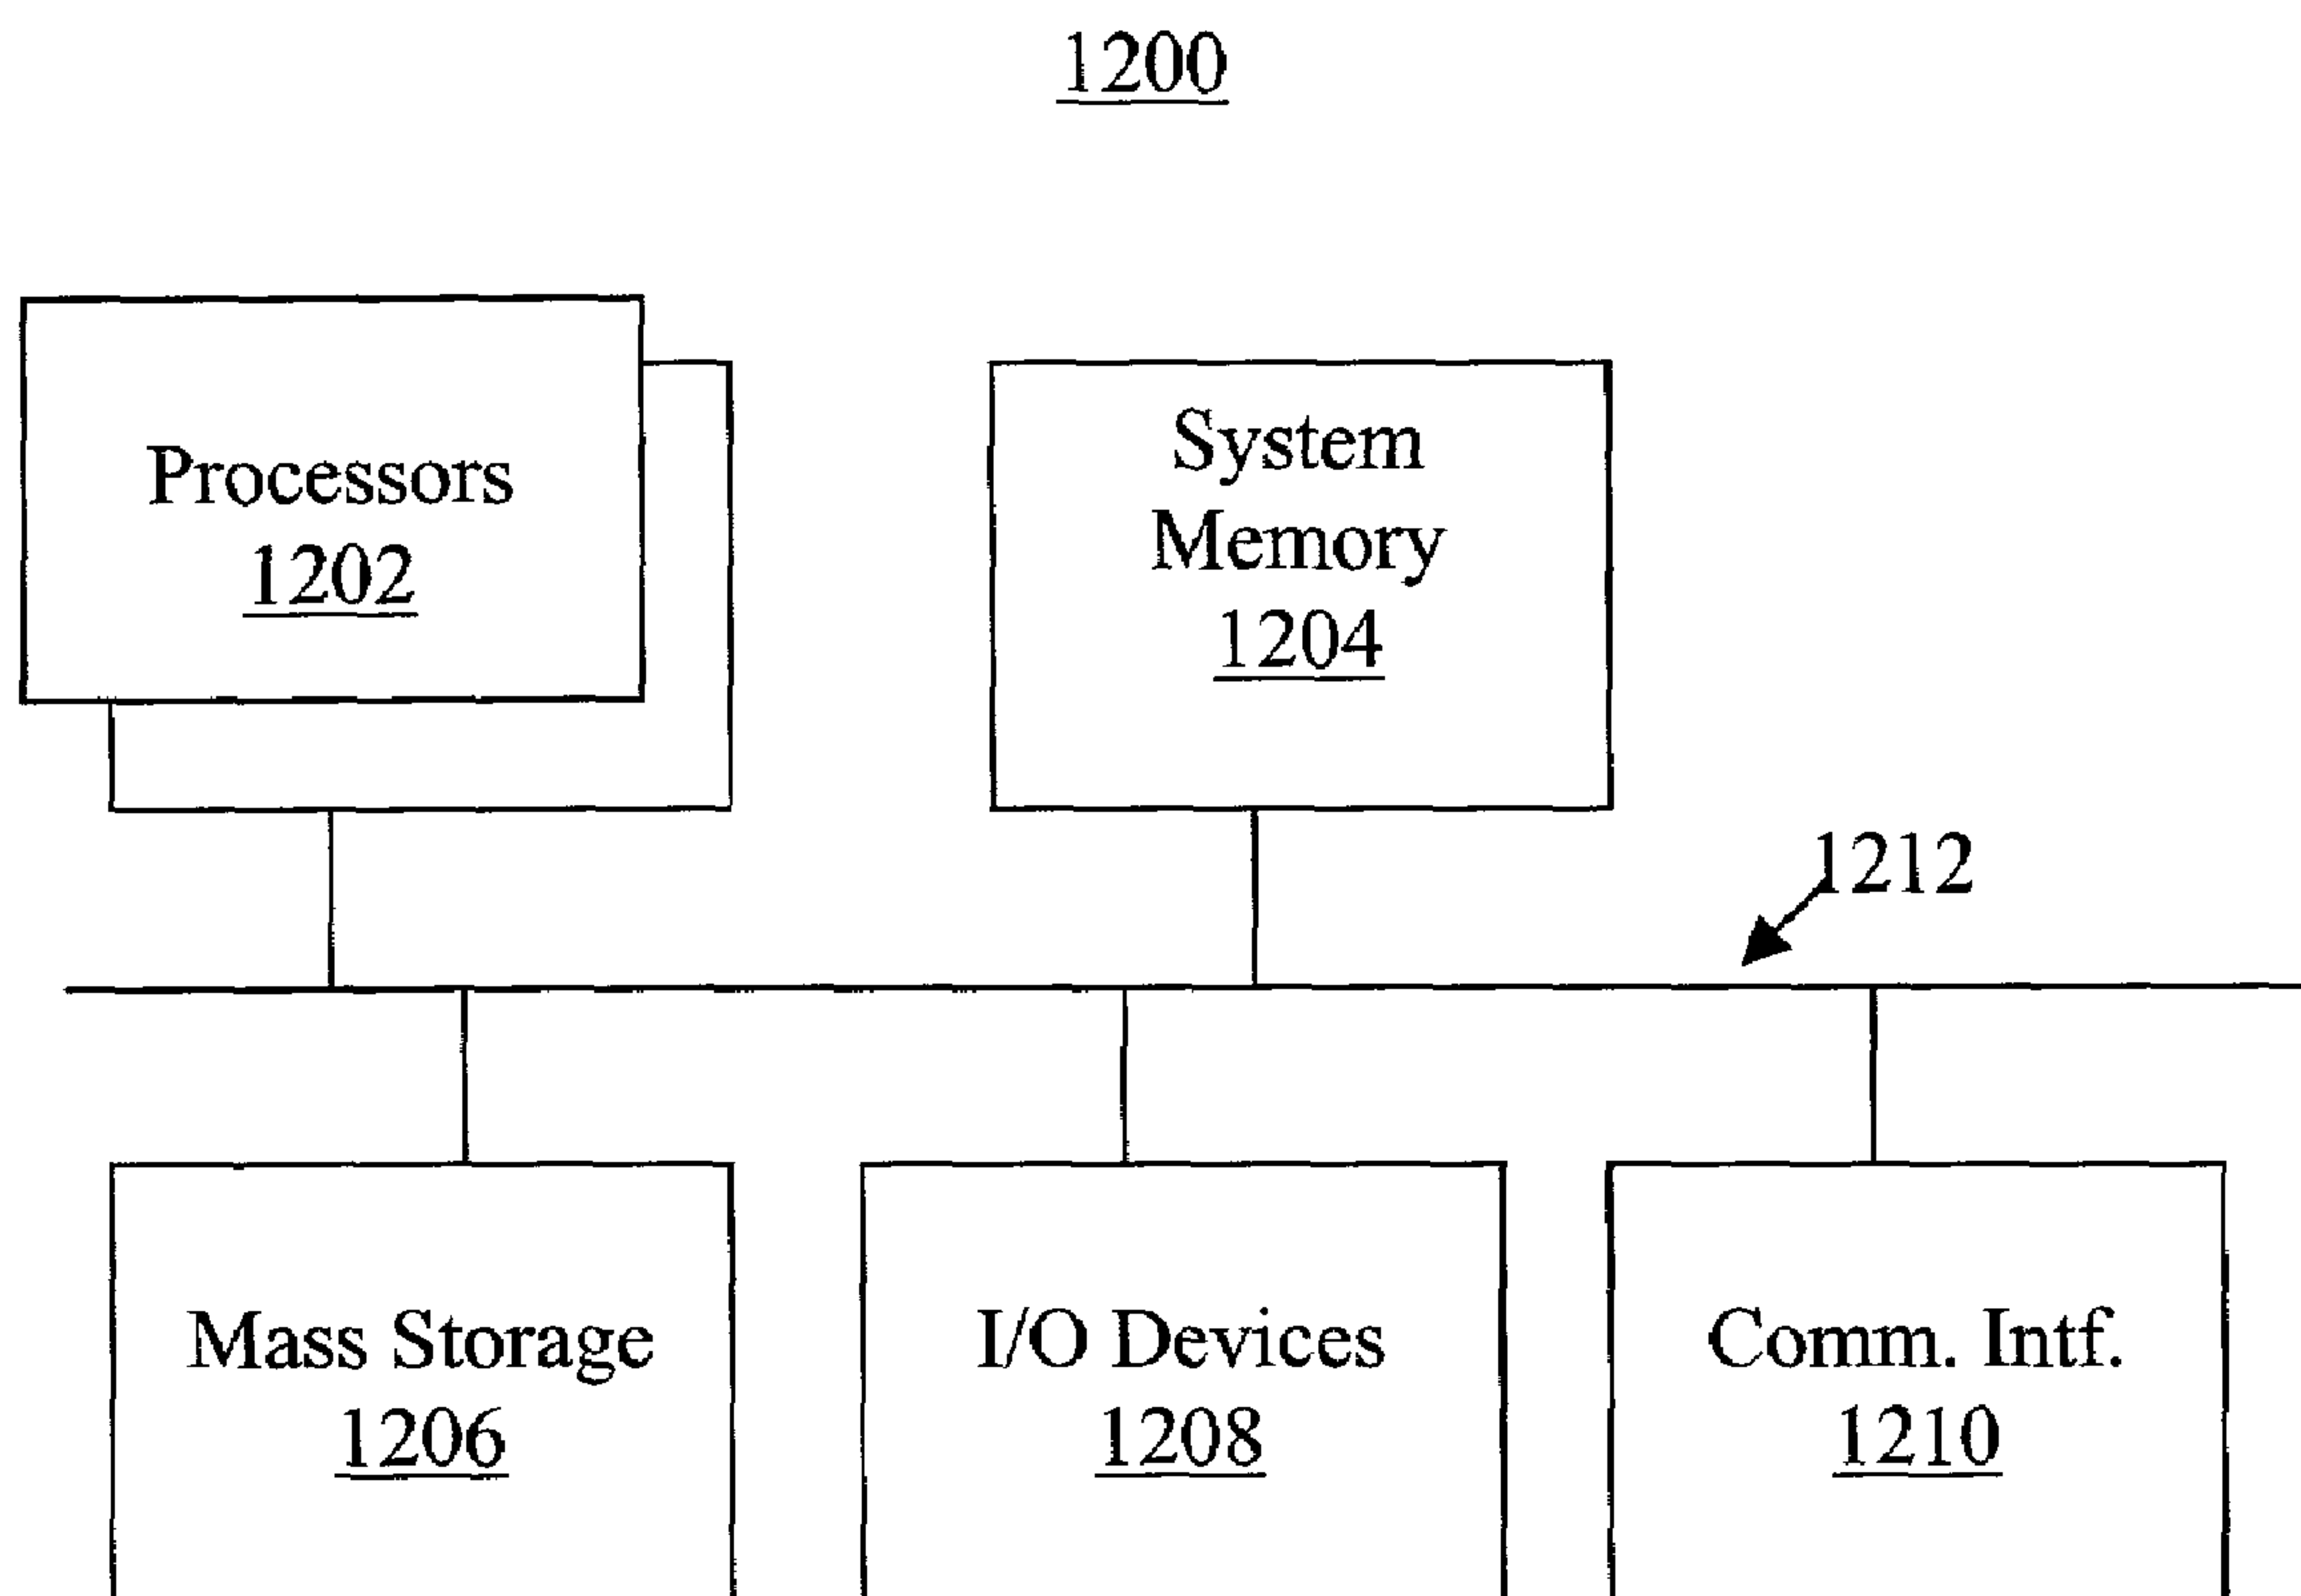 1200
Processors
1202
System
Memory
1204
1212
Mass Storage
1206
I/O Devices
1208
Comm. Intf.
1210